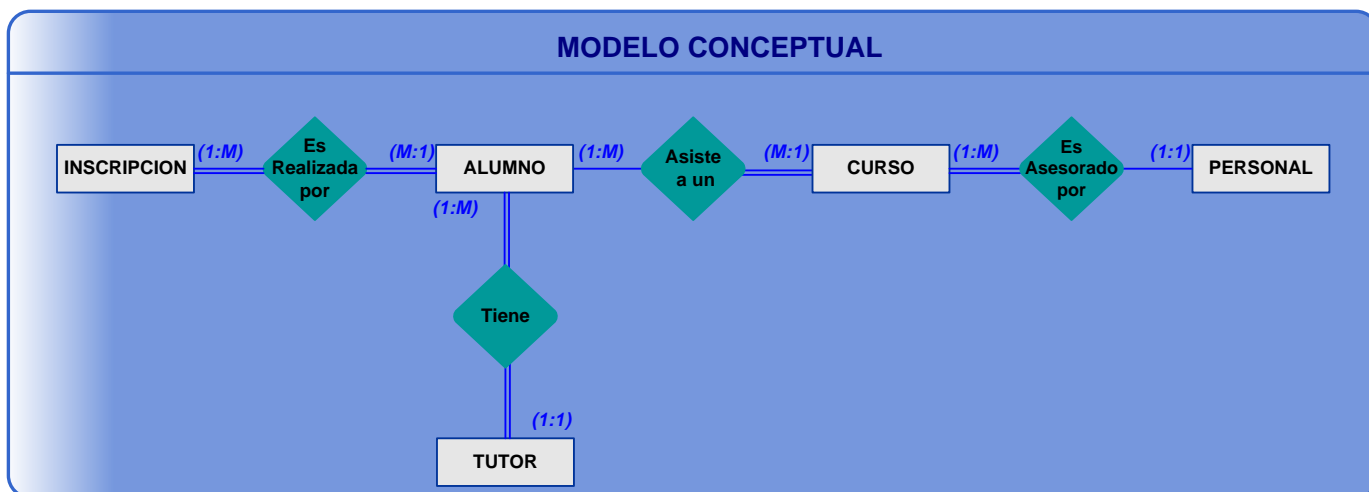 MODELO CONCEPTUAL
INSCRIPCION
(1:M)
Es
Realizada
por
(M:1)
ALUMNO
(1:M)
Asiste
a un
(M:1)
CURSO
(1:M)
Es
Asesorado
por
(1:1)
PERSONAL
(1:M)
Tiene
(1:1)
TUTOR